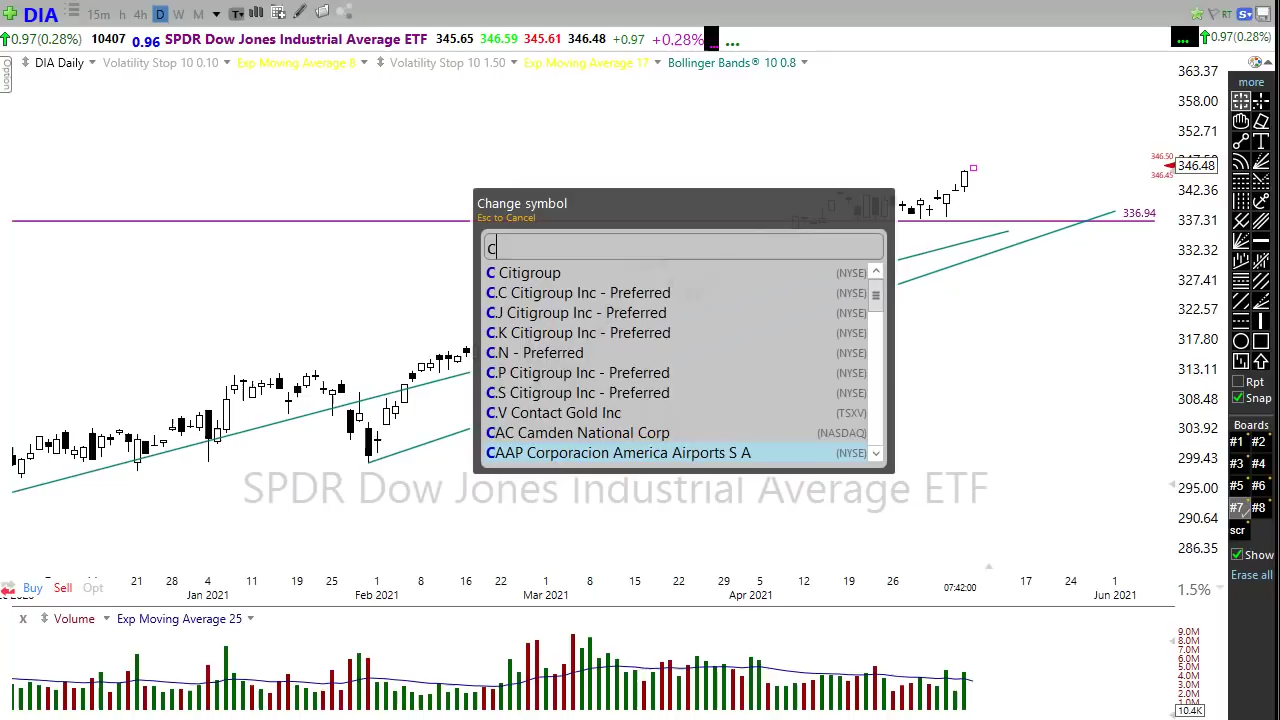 DIA 15m h 4h D W M T RT S
0.97(0.28%) 10407 0.96 SPDR Dow Jones Industrial Average ETF 345.65 346.59 345.61 346.48 +0.97 +0.28% ... ... 0.97(0.28%)
Option
DIA Daily Volatility Stop 10 0.10 Exp Moving Average 8 Volatility Stop 10 1.50 Exp Moving Average 17 Bollinger Bands® 10 0.8
363.37
358.00
352.71
346.50
346.48
346.45
342.36
336.94
337.31
332.32
327.41
322.57
317.80
313.11
308.48
303.92
299.43
295.00
290.64
286.35
more
T
Rpt
Snap
Boards
#1 #2
#3 #4
#5 #6
#7 #8
scr
Show
Erase all
Change symbol
Esc to Cancel
c
C Citigroup (NYSE)
C.C Citigroup Inc - Preferred (NYSE)
C.J Citigroup Inc - Preferred (NYSE)
C.K Citigroup Inc - Preferred (NYSE)
C.N - Preferred (NYSE)
C.P Citigroup Inc - Preferred (NYSE)
C.S Citigroup Inc - Preferred (NYSE)
C.V Contact Gold Inc (TSXV)
CAC Camden National Corp (NASDAQ)
CAAP Corporacion America Airports S A (NYSE)
SPDR Dow Jones Industrial Average ETF
21 28 4 11 19 25 1 8 16 22 1 8 15 22 29 5 12 19 26 17 24 1
Buy Sell Opt 07:42:00 1.5%
Jan 2021 Feb 2021 Mar 2021 Apr 2021 Jun 2021
X Volume Exp Moving Average 25
9.0M
8.0M
7.0M
6.0M
5.0M
4.0M
3.0M
2.0M
10.4K